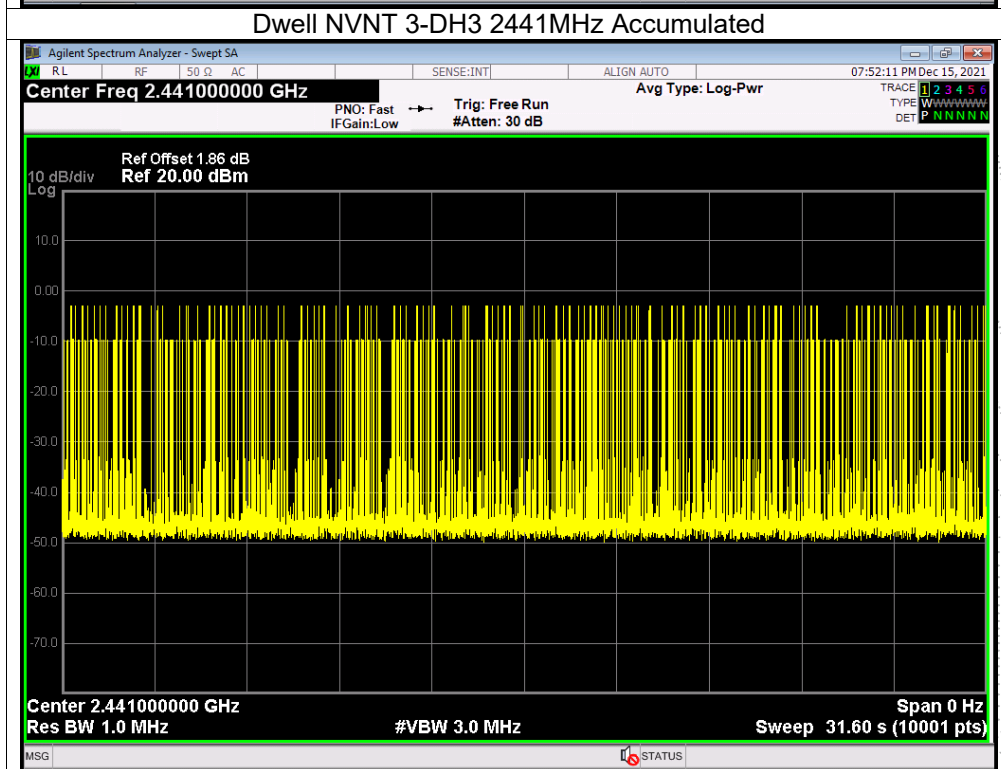 Dwell NVNT 3-DH3 2441MHz Accumulated
Agilent Spectrum Analyzer - Swept SA
LXI RL RF 50 Ω AC SENSE:INT ALIGN AUTO 07:52:11 PM Dec 15, 2021
Center Freq 2.441000000 GHz Avg Type: Log-Pwr TRACE 1 2 3 4 5 6
PNO: Fast Trig: Free Run TYPE WWWWWW
IFGain:Low #Atten: 30 dB DET P N N N N N
Ref Offset 1.86 dB
10 dB/div Ref 20.00 dBm
Log
10.0
0.00
-10.0
-20.0
-30.0
-40.0
-50.0
-60.0
-70.0
Center 2.441000000 GHz Span 0 Hz
Res BW 1.0 MHz #VBW 3.0 MHz Sweep 31.60 s (10001 pts)
MSG STATUS